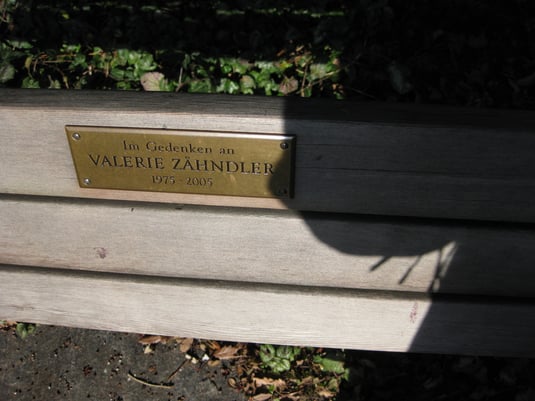 Im Gedenken an
VALERIE ZÄHNDLER
1975 - 2005